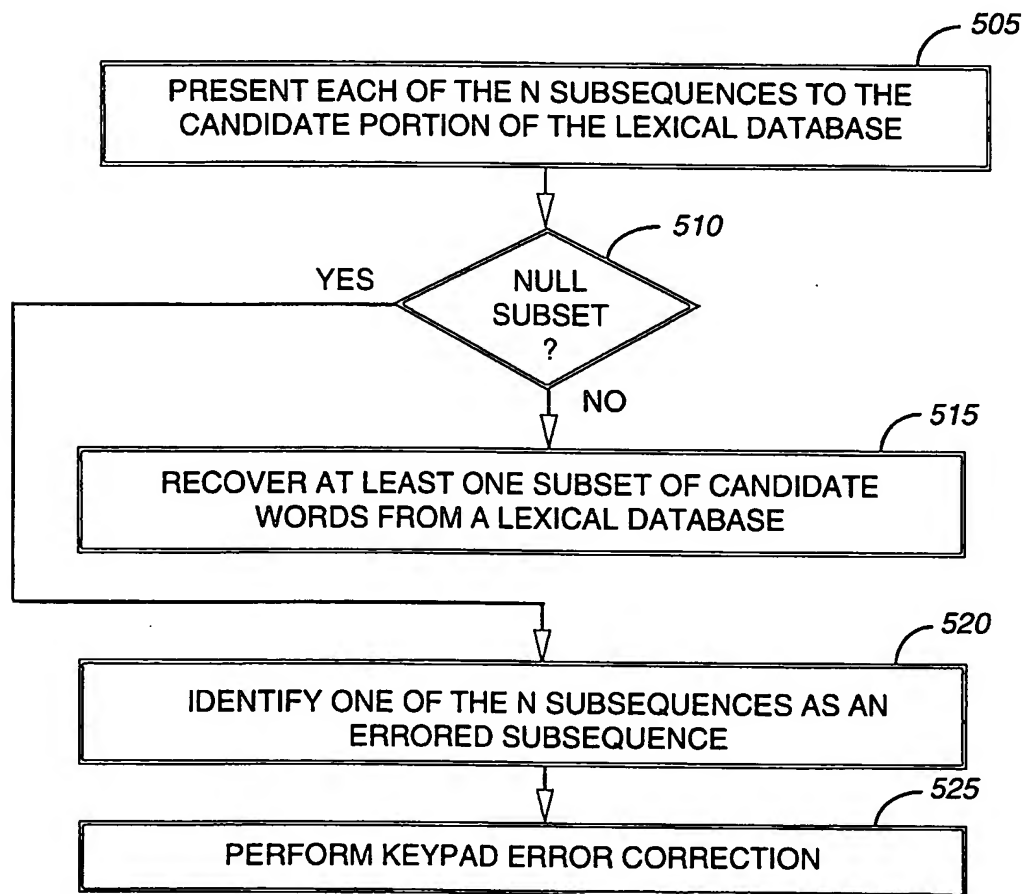 505
PRESENT EACH OF THE N SUBSEQUENCES TO THE
CANDIDATE PORTION OF THE LEXICAL DATABASE
510
YES
NULL
SUBSET
?
NO
515
RECOVER AT LEAST ONE SUBSET OF CANDIDATE
WORDS FROM A LEXICAL DATABASE
520
IDENTIFY ONE OF THE N SUBSEQUENCES AS AN
ERRORED SUBSEQUENCE
525
PERFORM KEYPAD ERROR CORRECTION